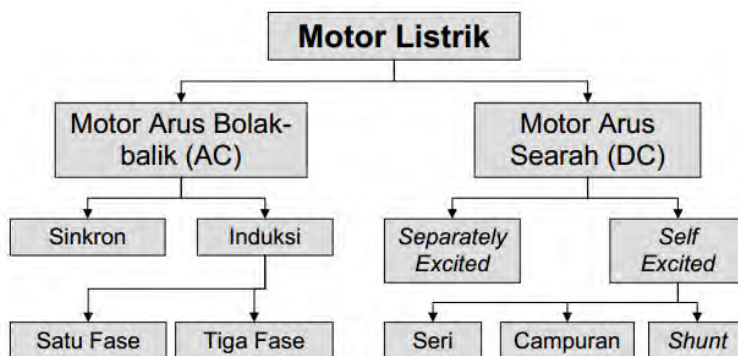 Motor Listrik
Motor Arus Bolak-
balik (AC)
Motor Arus
Searah (DC)
Sinkron
Induksi
Separately
Excited
Self
Excited
Satu Fase
Tiga Fase
Seri
Campuran
Shunt